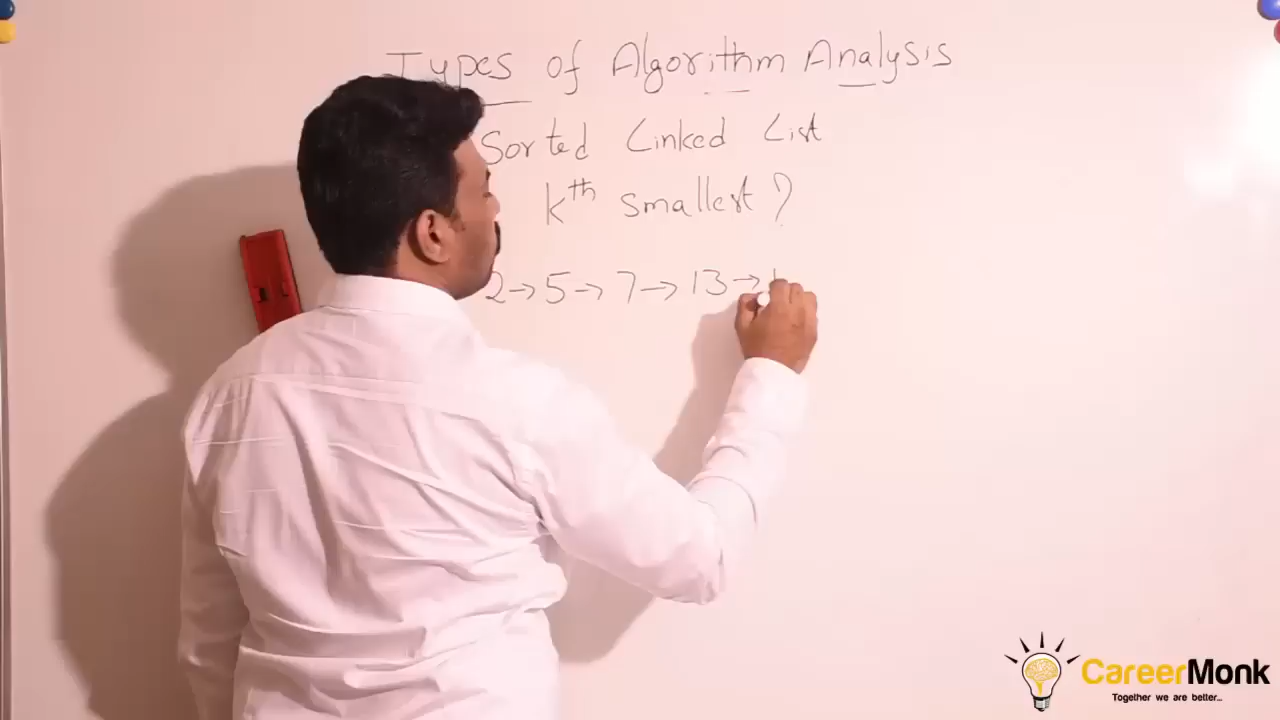 Types of Algorithm Analysis
Sorted Linked List
kth smallest ?
2 → 5 → 7 → 13 →
CareerMonk
Together we are better...